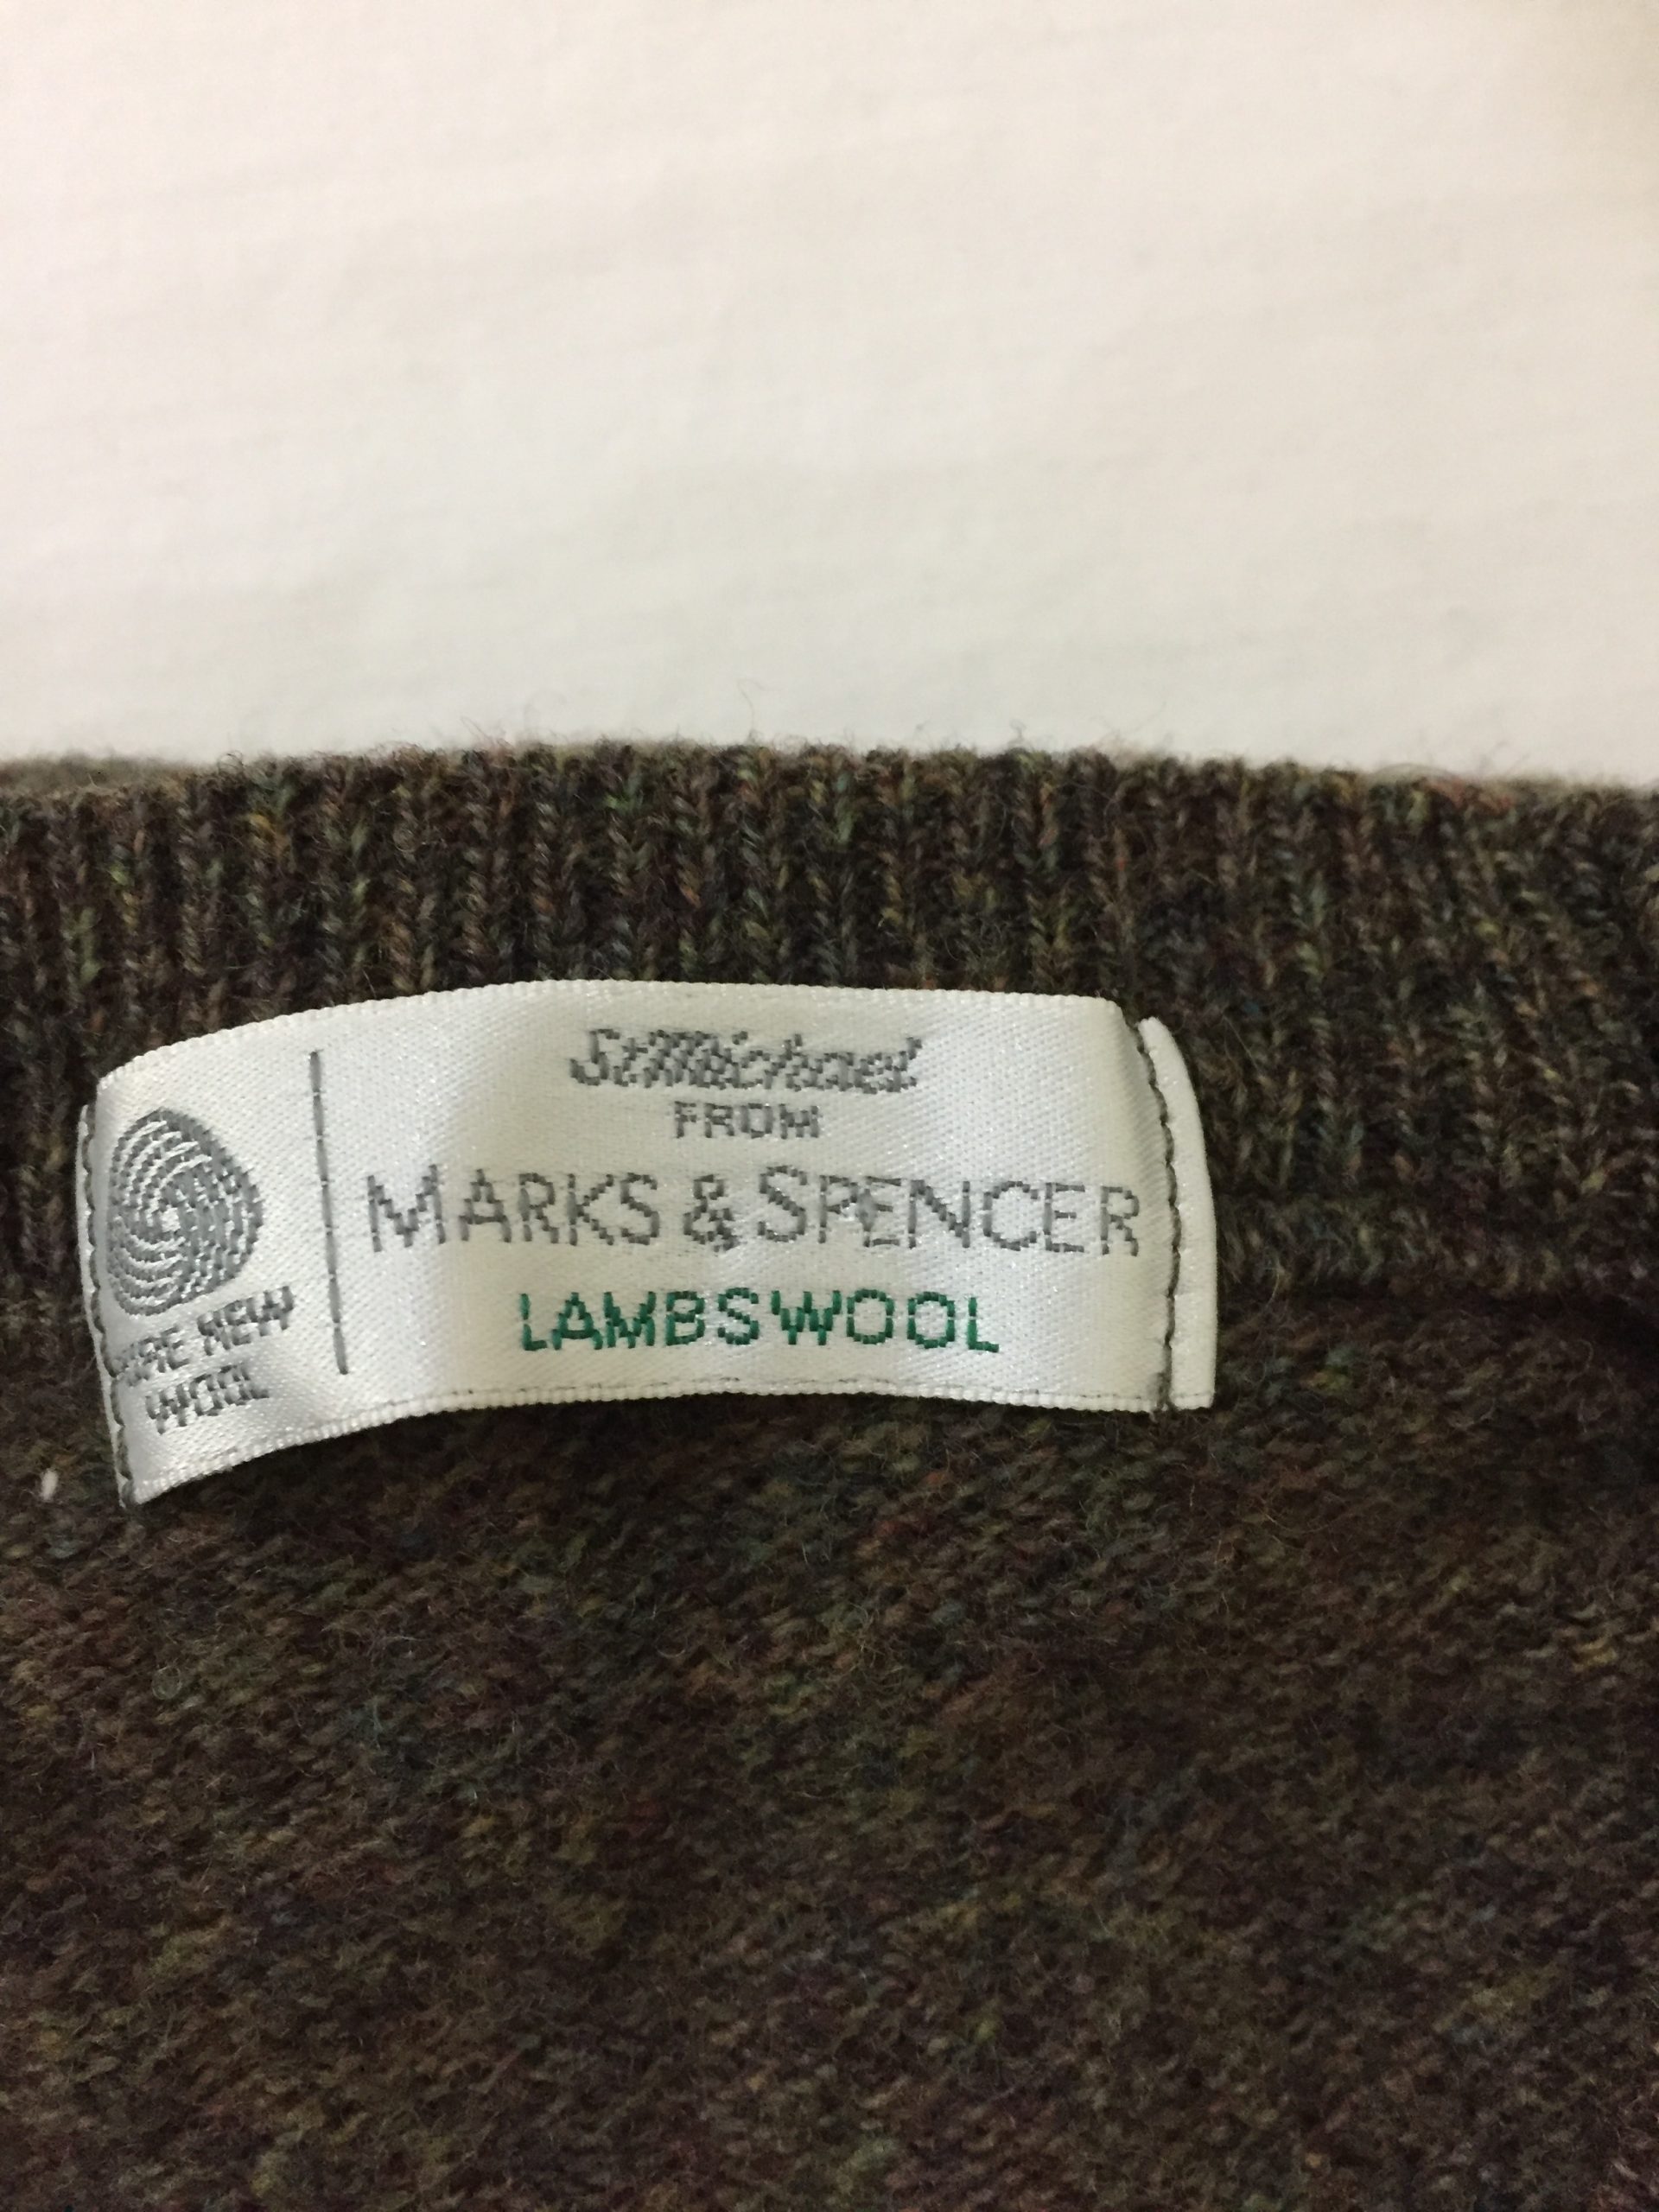 St Michael
FROM
MARKS & SPENCER
LAMBSWOOL
PURE NEW
WOOL